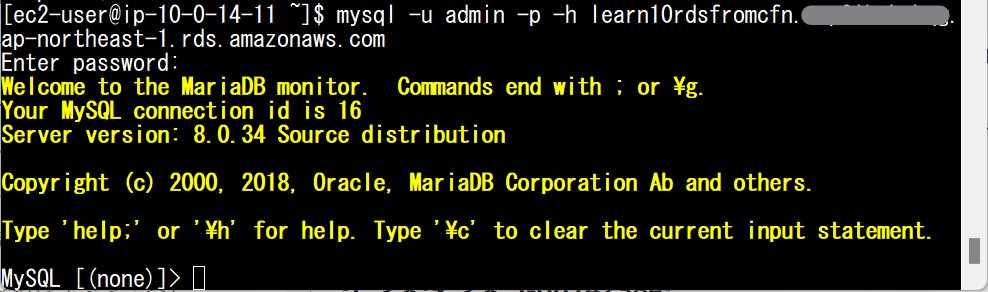 [ec2-user@ip-10-0-14-11 ~]$ mysql -u admin -p -h learn10rdsfromcfn.
ap-northeast-1.rds.amazonaws.com
Enter password:
Welcome to the MariaDB monitor.  Commands end with ; or ¥g.
Your MySQL connection id is 16
Server version: 8.0.34 Source distribution
Copyright (c) 2000, 2018, Oracle, MariaDB Corporation Ab and others.
Type 'help;' or '¥h' for help. Type '¥c' to clear the current input statement.
MySQL [(none)]>